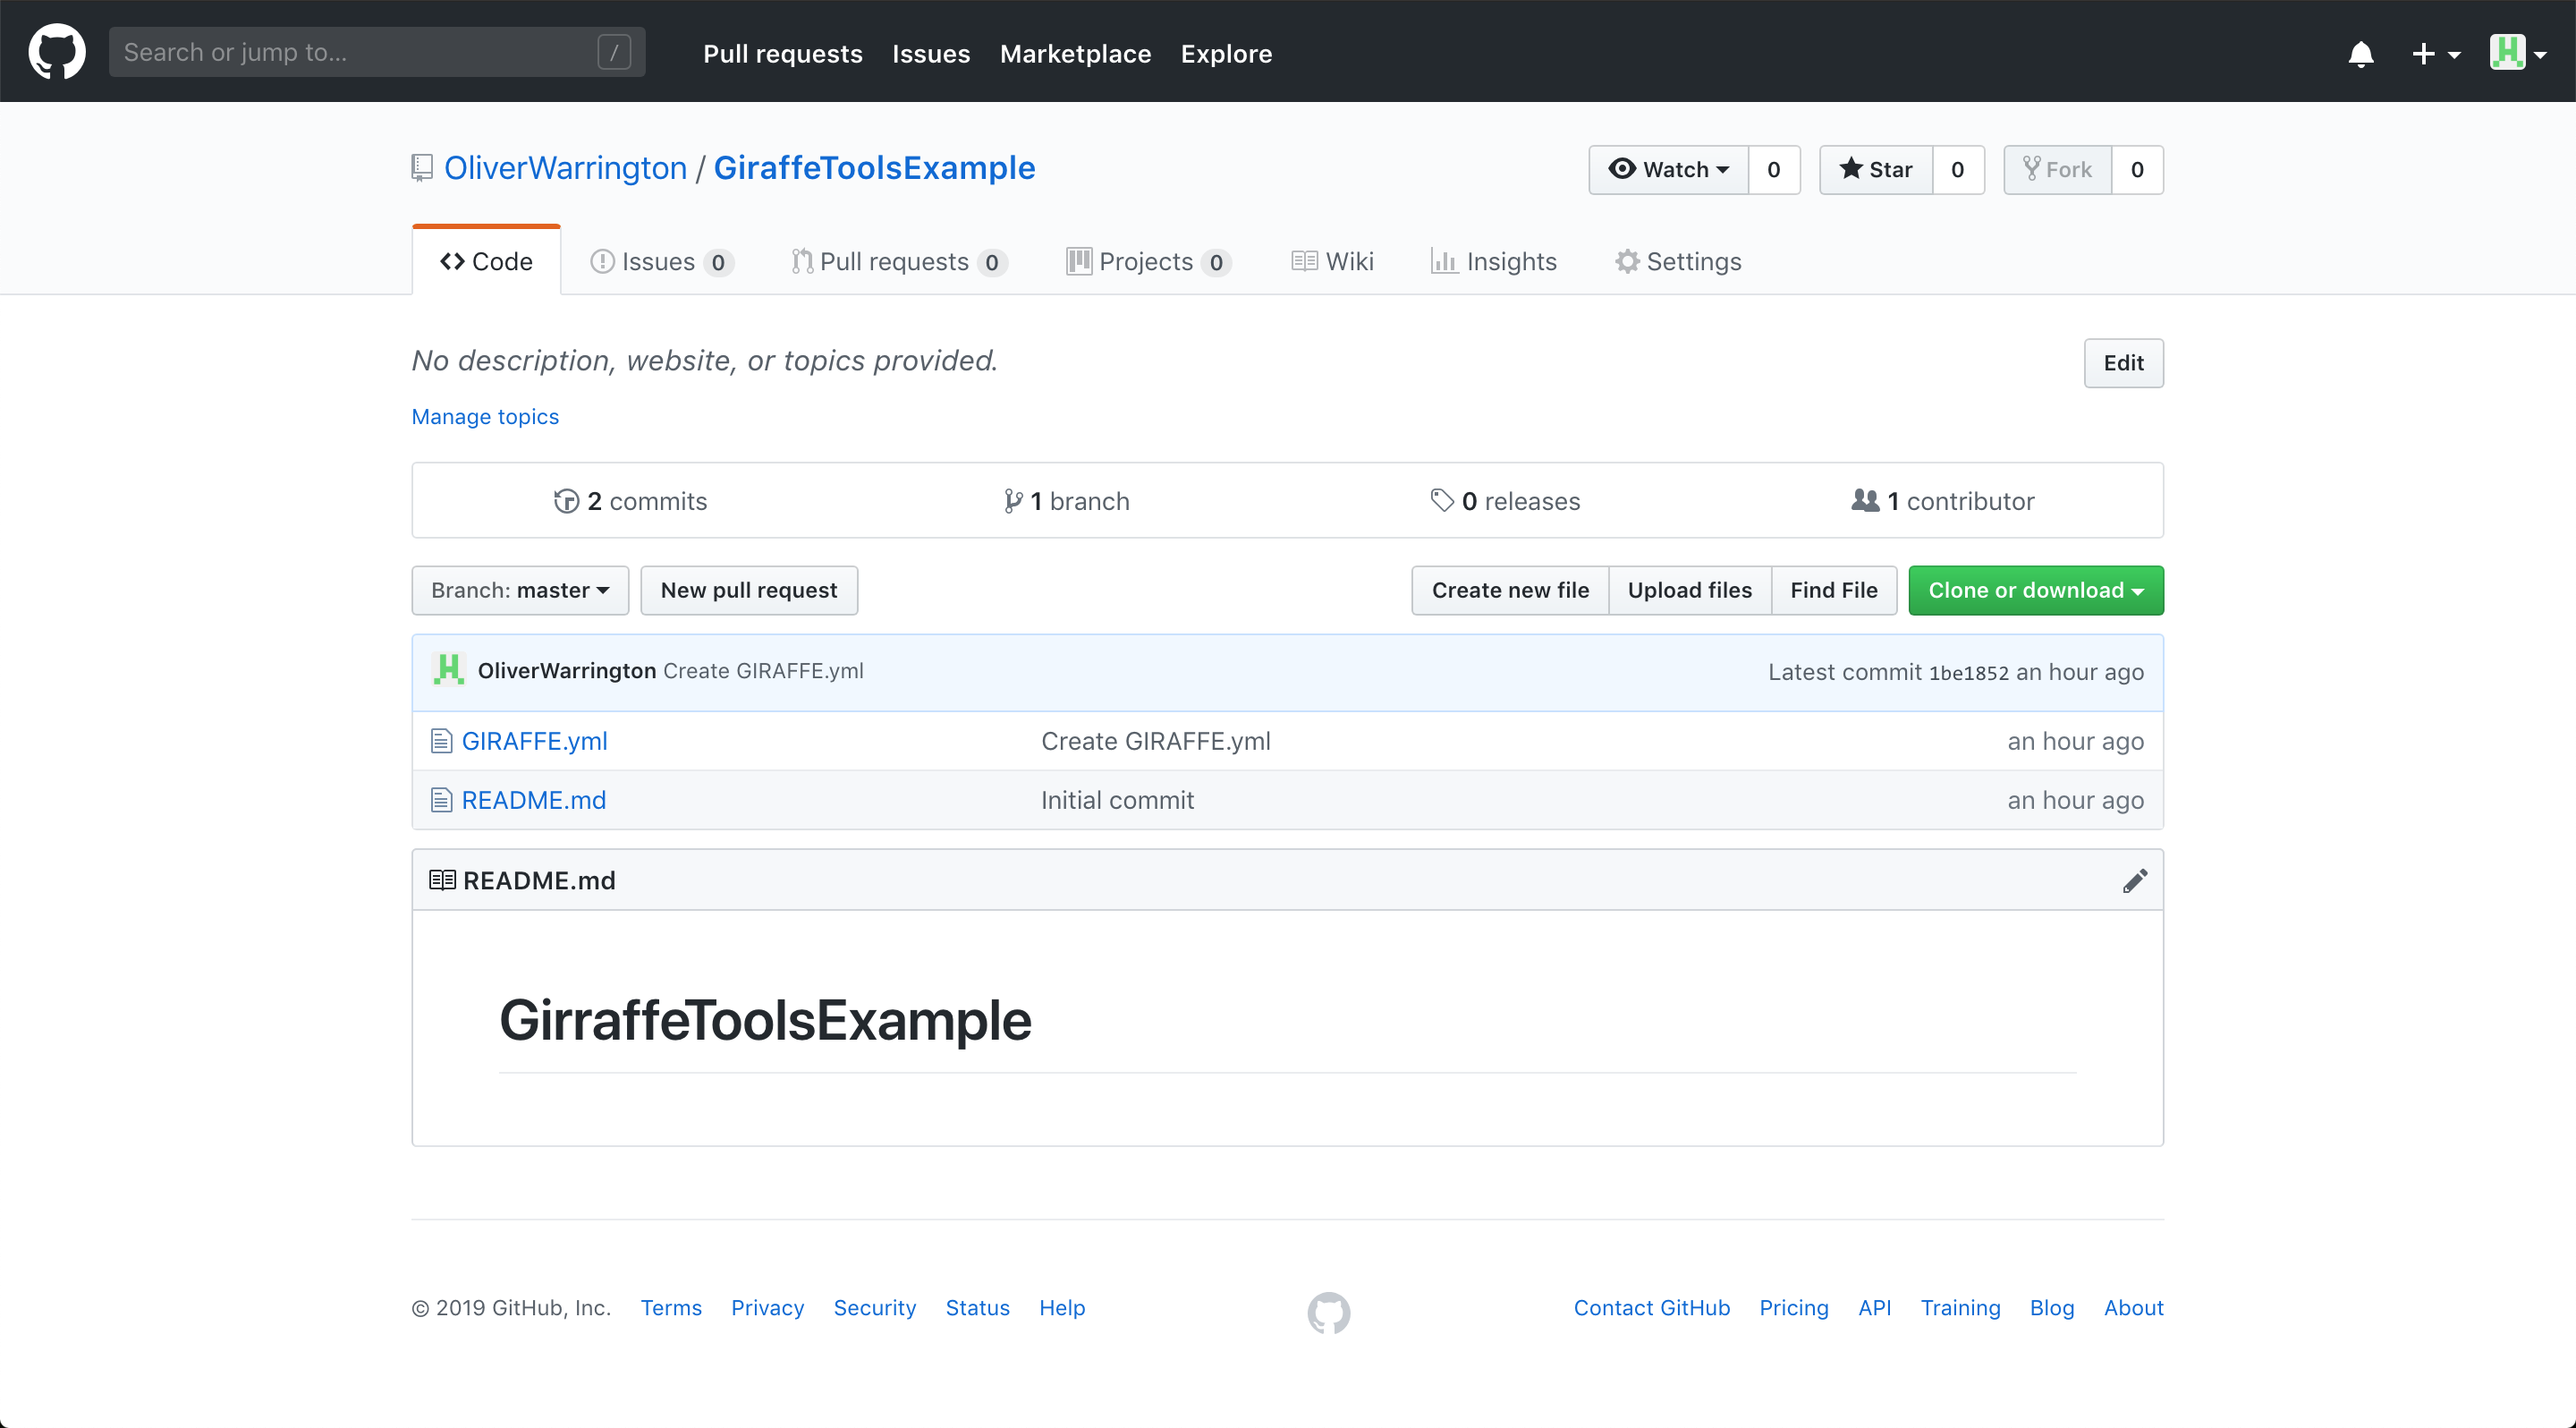 Search or jump to... /
Pull requests Issues Marketplace Explore
OliverWarrington / GiraffeToolsExample
Watch 0 Star 0 Fork 0
Code Issues 0 Pull requests 0 Projects 0 Wiki Insights Settings
No description, website, or topics provided.
Edit
Manage topics
2 commits 1 branch 0 releases 1 contributor
Branch: master New pull request Create new file Upload files Find File Clone or download
OliverWarrington Create GIRAFFE.yml Latest commit 1be1852 an hour ago
GIRAFFE.yml Create GIRAFFE.yml an hour ago
README.md Initial commit an hour ago
README.md
GirraffeToolsExample
© 2019 GitHub, Inc. Terms Privacy Security Status Help Contact GitHub Pricing API Training Blog About